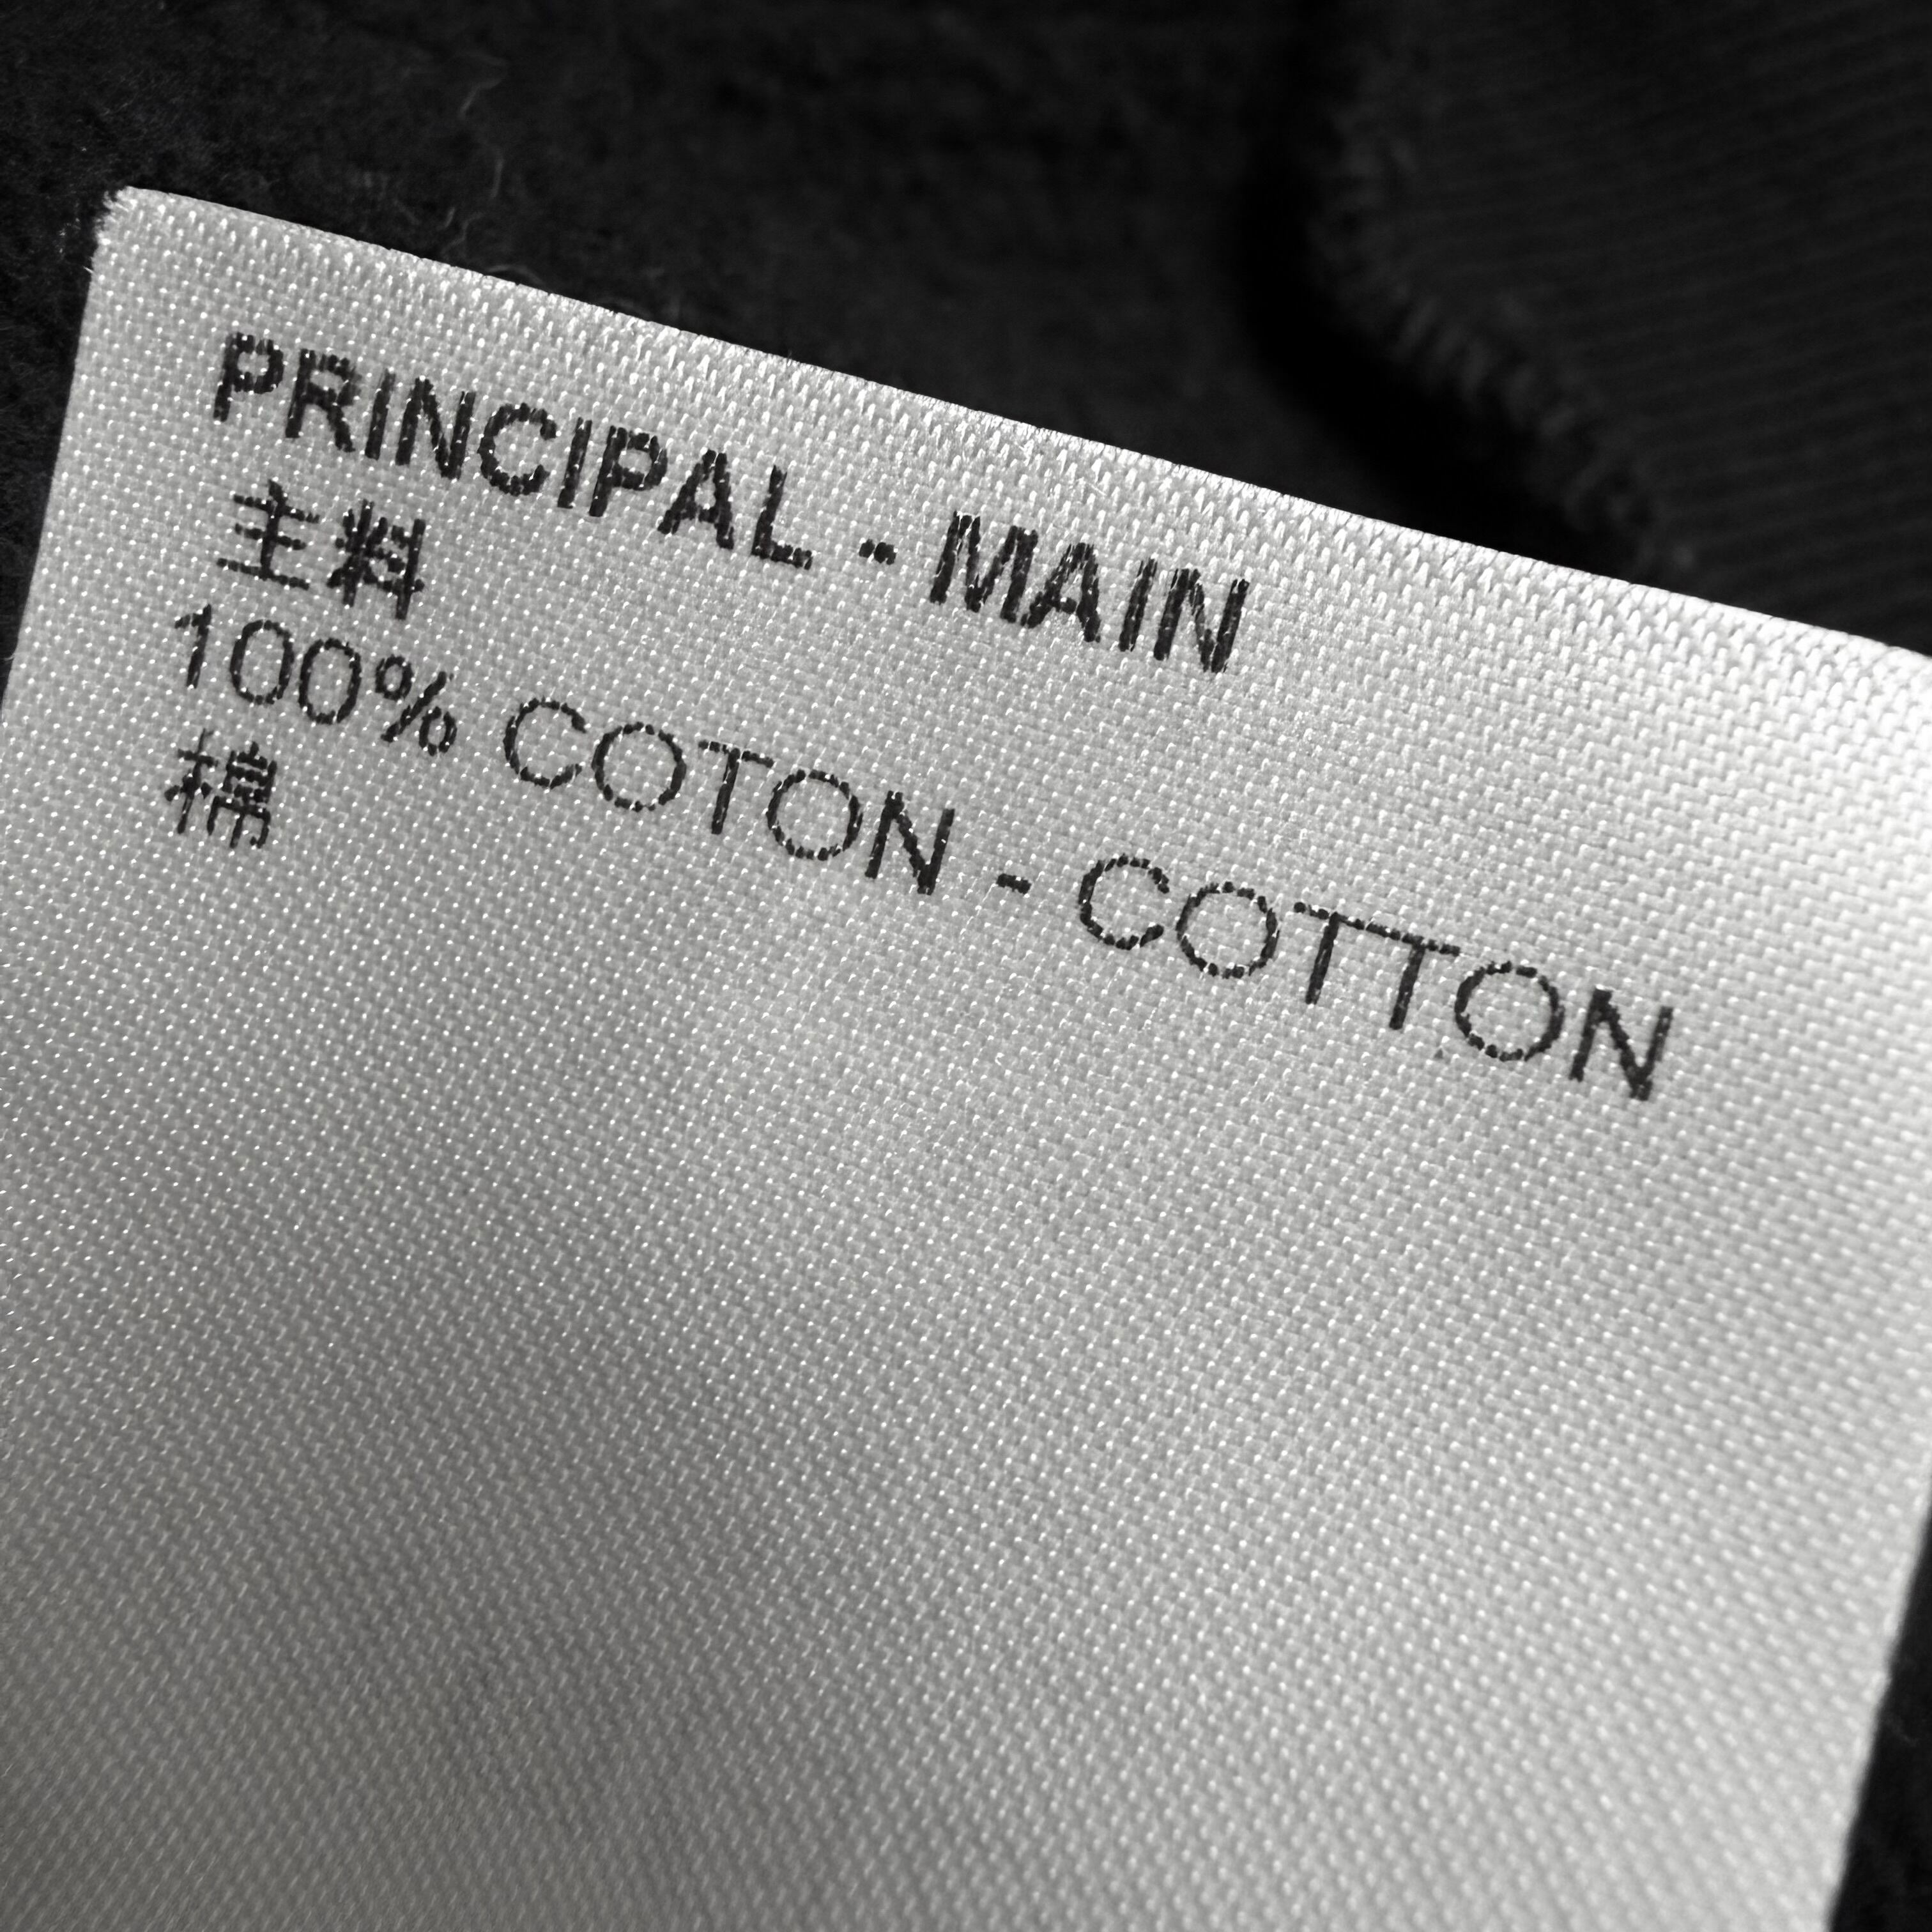 PRINCIPAL - MAIN
主料
100% COTON - COTTON
棉